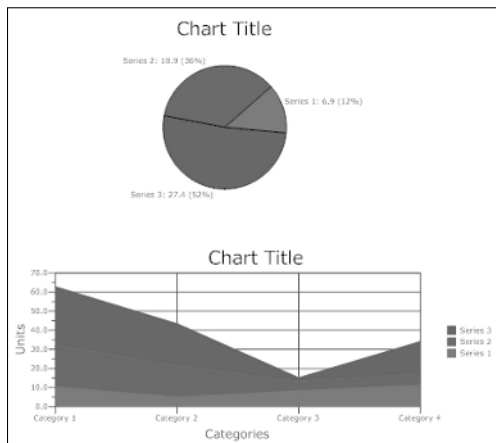 Chart Title
Series 2: 18.9 (36%)
Series 1: 6.9 (12%)
Series 3: 27.4 (52%)
Chart Title
70.0
60.0
50.0
40.0
30.0
20.0
10.0
0.0
Units
Series 3
Series 2
Series 1
Category 1 Category 2 Category 3 Category 4
Categories